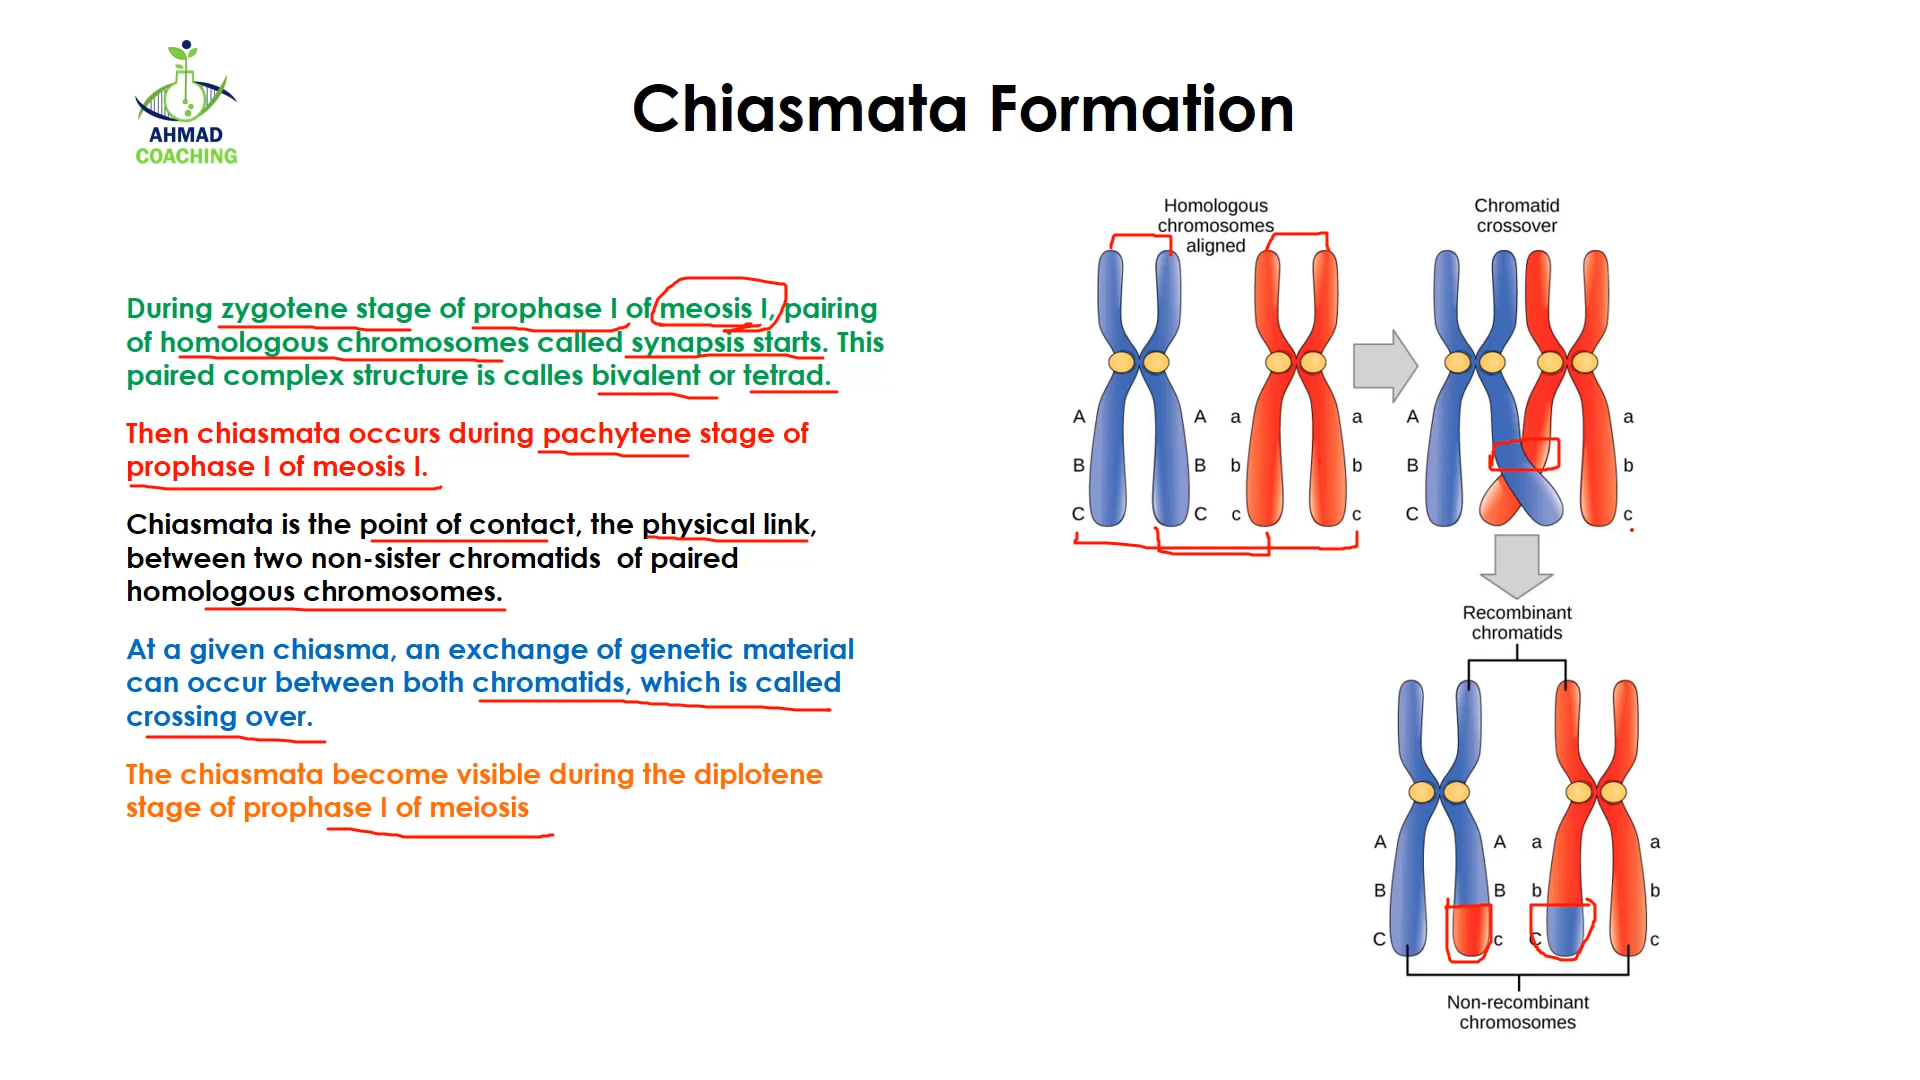 AHMAD
COACHING
Chiasmata Formation
During zygotene stage of prophase I of meosis I, pairing
of homologous chromosomes called synapsis starts. This
paired complex structure is calles bivalent or tetrad.
Then chiasmata occurs during pachytene stage of
prophase I of meosis I.
Chiasmata is the point of contact, the physical link,
between two non-sister chromatids of paired
homologous chromosomes.
At a given chiasma, an exchange of genetic material
can occur between both chromatids, which is called
crossing over.
The chiasmata become visible during the diplotene
stage of prophase I of meiosis
Homologous
chromosomes
aligned
A A a a
B B b b
C C c c
Chromatid
crossover
A a
B b
C c
Recombinant
chromatids
A A a a
B B b b
C c C c
Non-recombinant
chromosomes